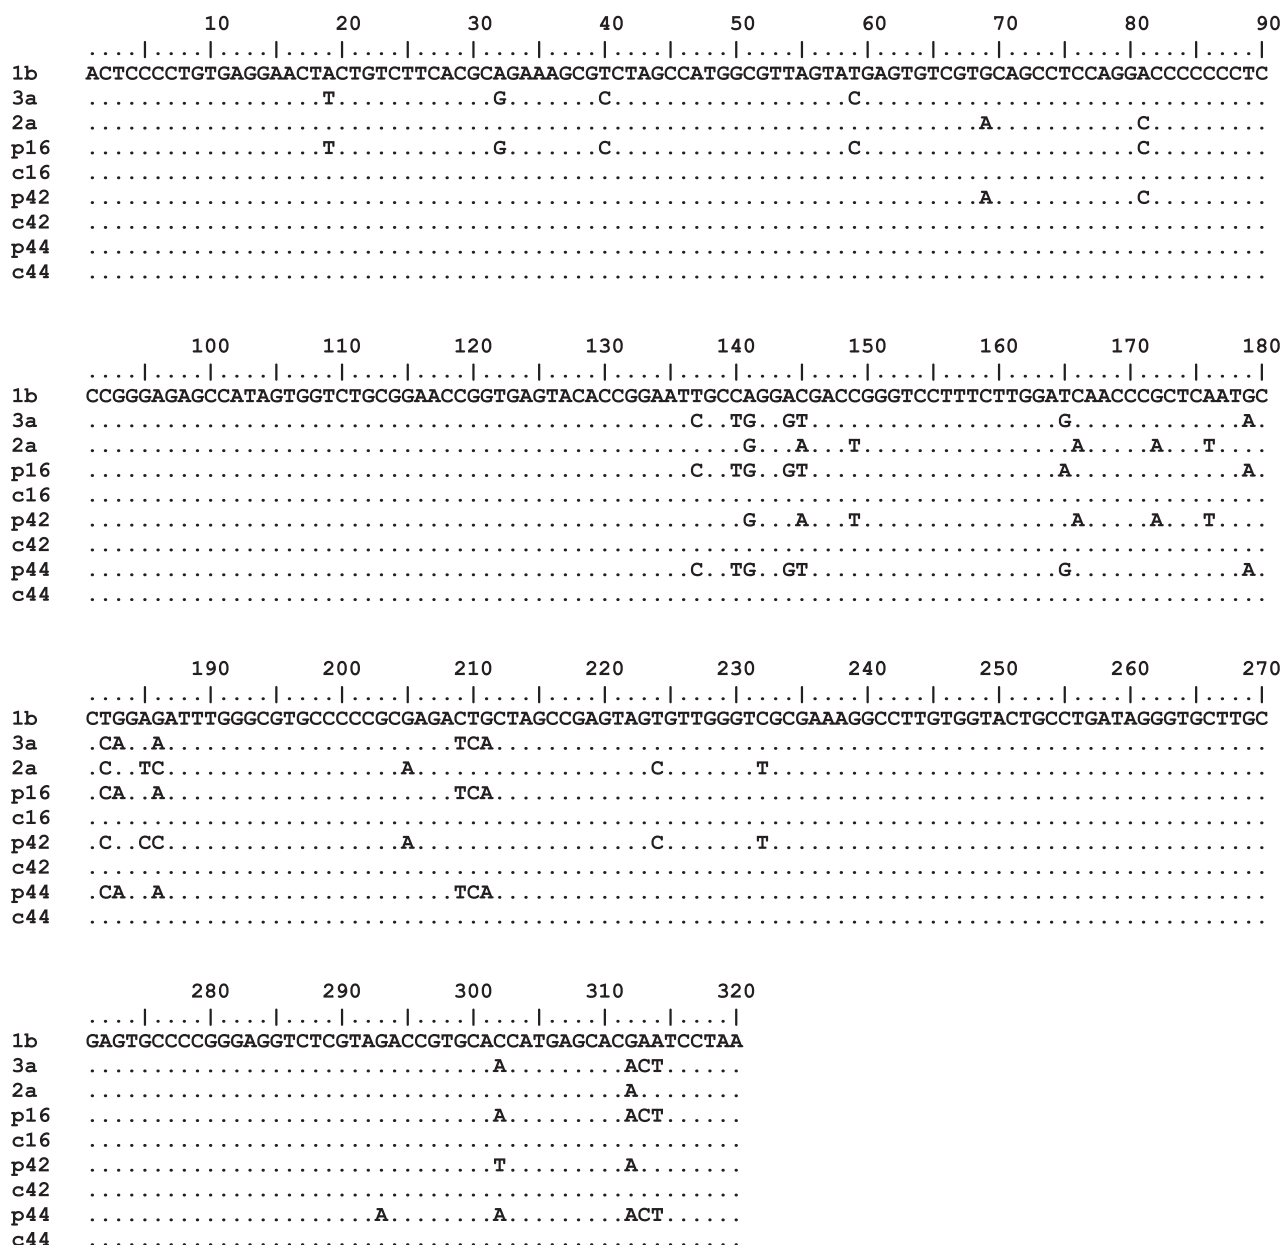 10 20 30 40 50 60 70 80 90
....|....|....|....|....|....|....|....|....|....|....|....|....|....|....|....|....|....|
1b ACTCCCCTGTGAGGAACTACTGTCTTCACGCAGAAAGCGTCTAGCCATGGCGTTAGTATGAGTGTCGTGCAGCCTCCAGGACCCCCCCTC
3a ..................T............G.......C..................C...............................
2a ....................................................................A...........C.........
p16 ..................T............G.......C..................C.....................C.........
c16 ..........................................................................................
p42 ....................................................................A...........C.........
c42 ..........................................................................................
p44 ..........................................................................................
c44 ..........................................................................................
100 110 120 130 140 150 160 170 180
....|....|....|....|....|....|....|....|....|....|....|....|....|....|....|....|....|....|
1b CCGGGAGAGCCATAGTGGTCTGCGGAACCGGTGAGTACACCGGAATTGCCAGGACGACCGGGTCCTTTCTTGGATCAACCCGCTCAATGC
3a ..............................................C..TG..GT...................G.............A.
2a ..................................................G...A...T................A.....A...T....
p16 ..............................................C..TG..GT...................A.............A.
c16 ..........................................................................................
p42 ..................................................G...A...T................A.....A...T....
c42 ..........................................................................................
p44 ..............................................C..TG..GT...................G.............A.
c44 ..........................................................................................
190 200 210 220 230 240 250 260 270
....|....|....|....|....|....|....|....|....|....|....|....|....|....|....|....|....|....|
1b CTGGAGATTTGGGCGTGCCCCCGCGAGACTGCTAGCCGAGTAGTGTTGGGTCGCGAAAGGCCTTGTGGTACTGCCTGATAGGGTGCTTGC
3a .CA..A......................TCA...........................................................
2a .C..TC..................A..................C.......T......................................
p16 .CA..A......................TCA...........................................................
c16 ..........................................................................................
p42 .C..CC..................A..................C.......T......................................
c42 ..........................................................................................
p44 .CA..A......................TCA...........................................................
c44 ..........................................................................................
280 290 300 310 320
....|....|....|....|....|....|....|....|....|....|
1b GAGTGCCCCGGGAGGTCTCGTAGACCGTGCACCATGAGCACGAATCCTAA
3a ...............................A.........ACT......
2a .........................................A........
p16 ...............................A.........ACT......
c16 ..................................................
p42 ...............................T.........A........
c42 ..................................................
p44 ......................A........A.........ACT......
c44 ..................................................